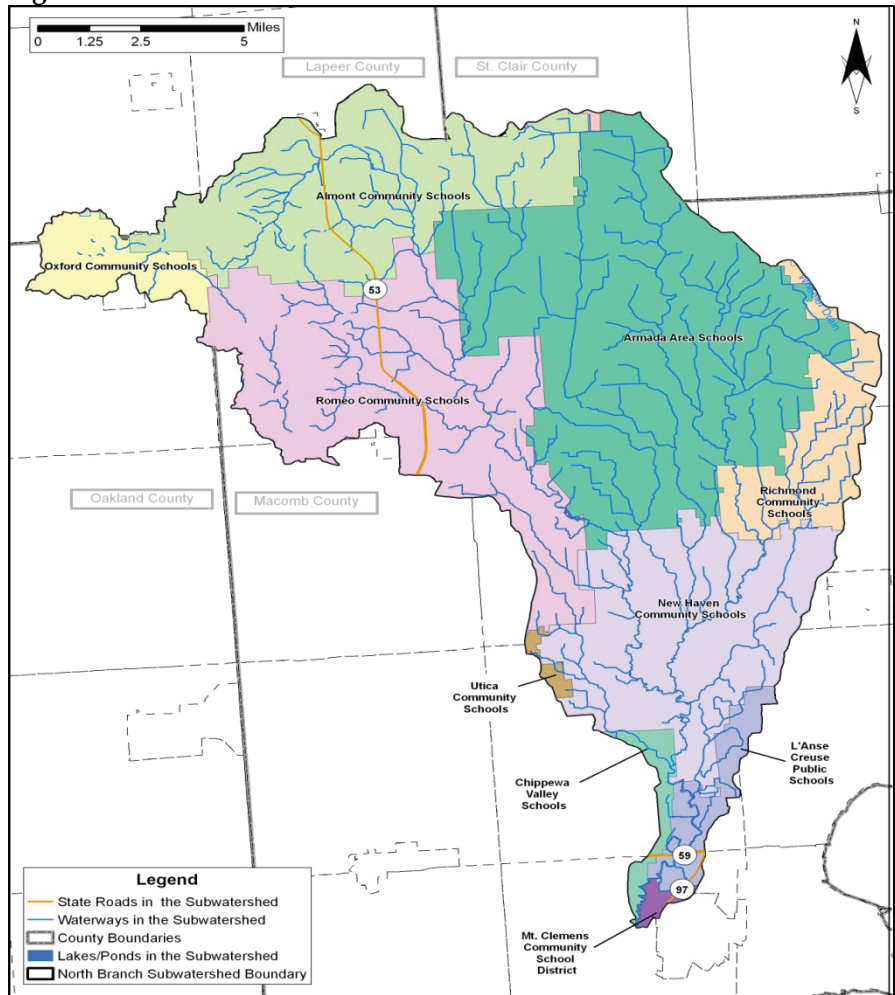 Miles
0 1.25 2.5 5
Lapeer County
St. Clair County
N
S
Almont Community Schools
Oxford Community Schools
53
Armada Area Schools
Romeo Community Schools
Oakland County
Macomb County
Richmond
Community
Schools
New Haven
Community Schools
Utica
Community
Schools
L'Anse
Creuse
Public
Schools
Chippewa
Valley
Schools
59
97
Mt. Clemens
Community
School
District
Legend
State Roads in the Subwatershed
Waterways in the Subwatershed
County Boundaries
Lakes/Ponds in the Subwatershed
North Branch Subwatershed Boundary